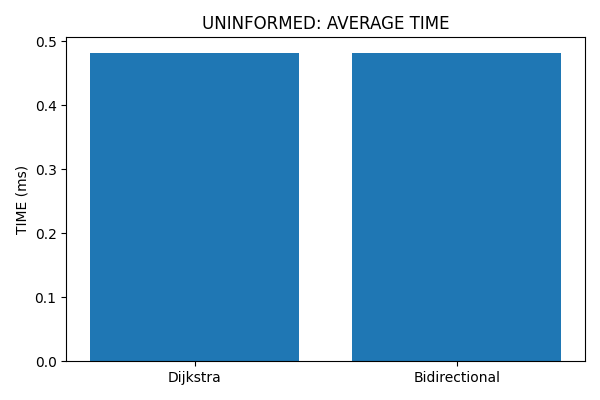 UNINFORMED: AVERAGE TIME
TIME (ms)
0.5
0.4
0.3
0.2
0.1
0.0
Dijkstra
Bidirectional